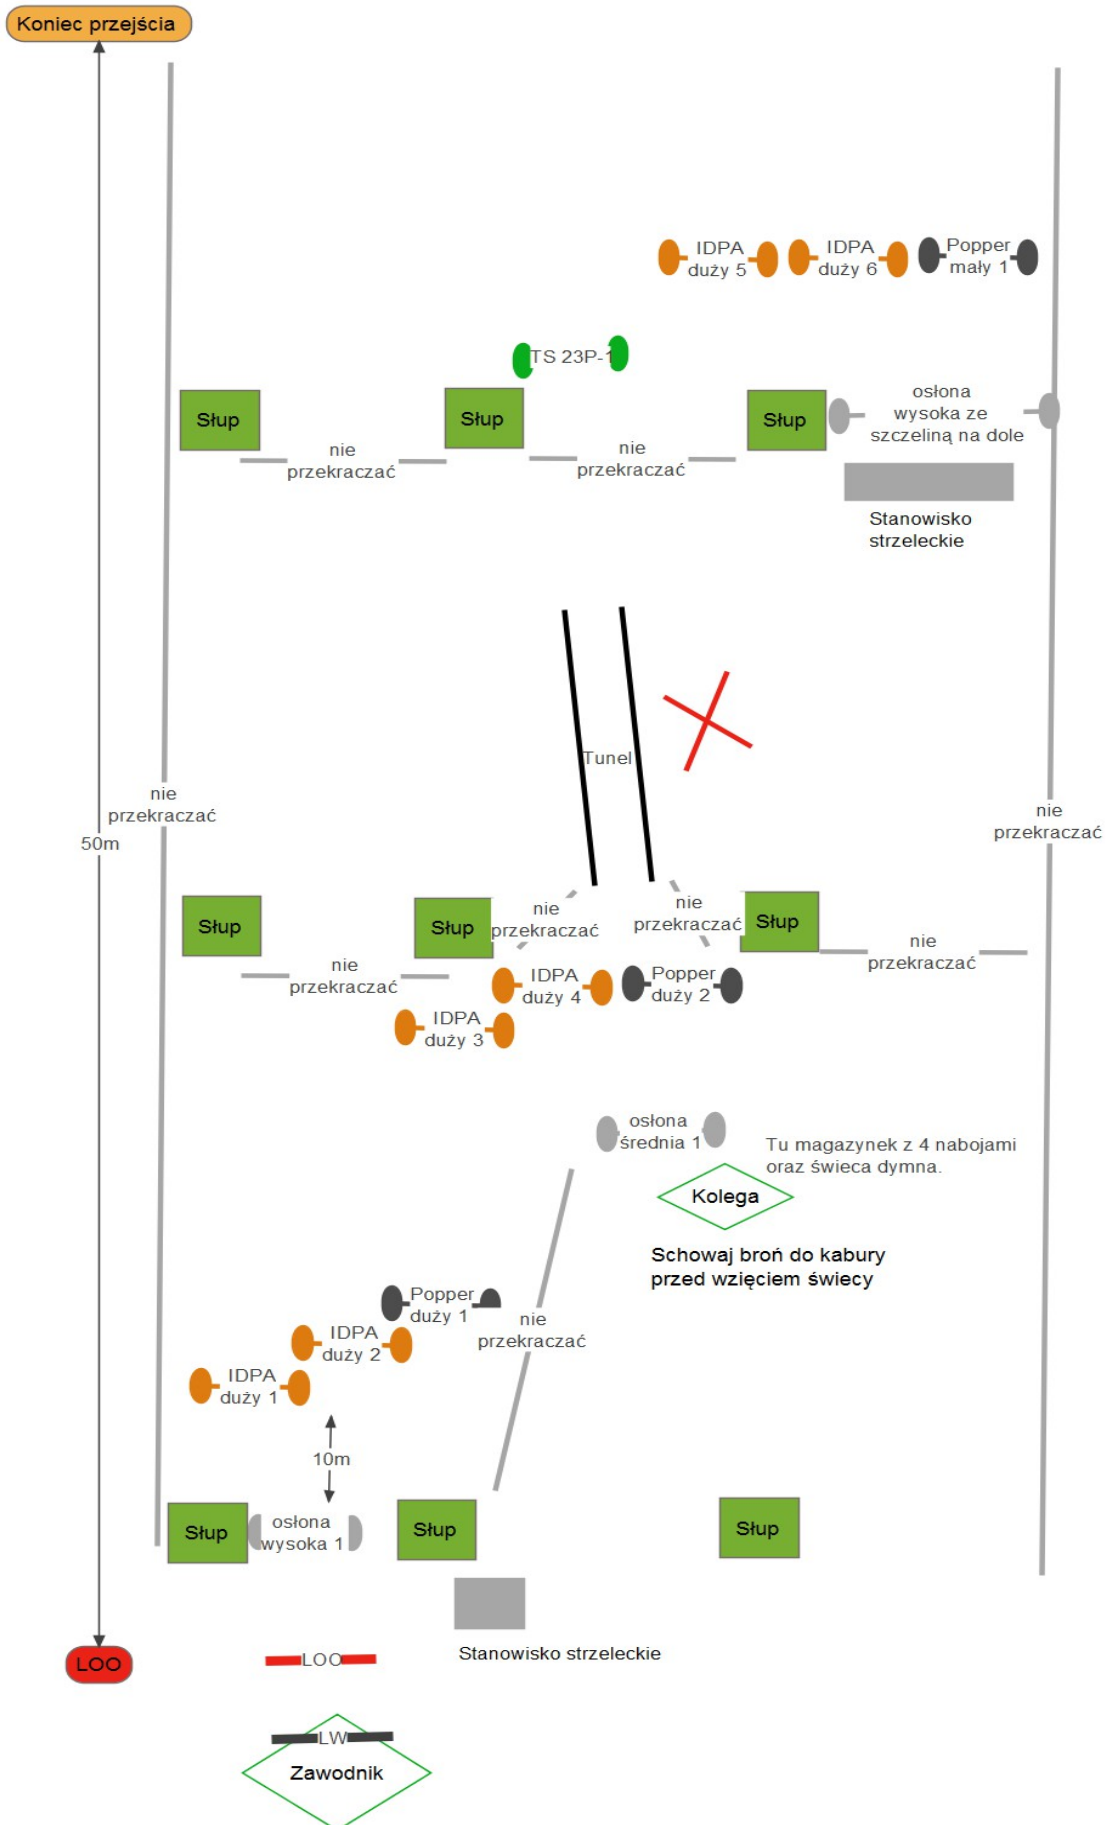 Koniec przejścia
IDPA
duży 5
IDPA
duży 6
Popper
mały 1
TS 23P-1
Słup
Słup
Słup
osłona
wysoka ze
szczeliną na dole
nie
przekraczać
nie
przekraczać
Stanowisko
strzeleckie
Tunel
nie
przekraczać
50m
nie
przekraczać
Słup
Słup
nie
przekraczać
nie
przekraczać
Słup
nie
przekraczać
nie
przekraczać
IDPA
duży 4
Popper
duży 2
IDPA
duży 3
osłona
średnia 1
Tu magazynek z 4 nabojami
oraz świeca dymna.
Kolega
Schowaj broń do kabury
przed wzięciem świecy
Popper
duży 1
nie
przekraczać
IDPA
duży 2
IDPA
duży 1
10m
Słup
osłona
wysoka 1
Słup
Słup
Stanowisko strzeleckie
LOO
LOO
LW
Zawodnik